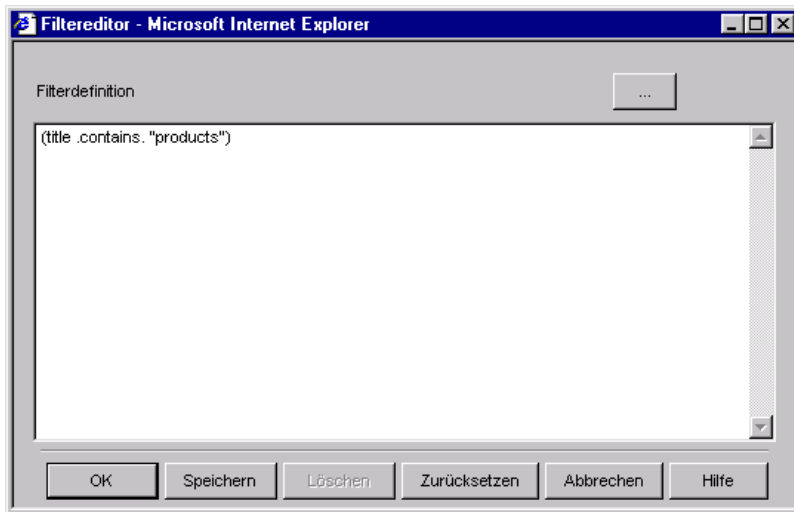 Filtereditor - Microsoft Internet Explorer
Filterdefinition
...
(title .contains. "products")
OK Speichern Löschen Zurücksetzen Abbrechen Hilfe